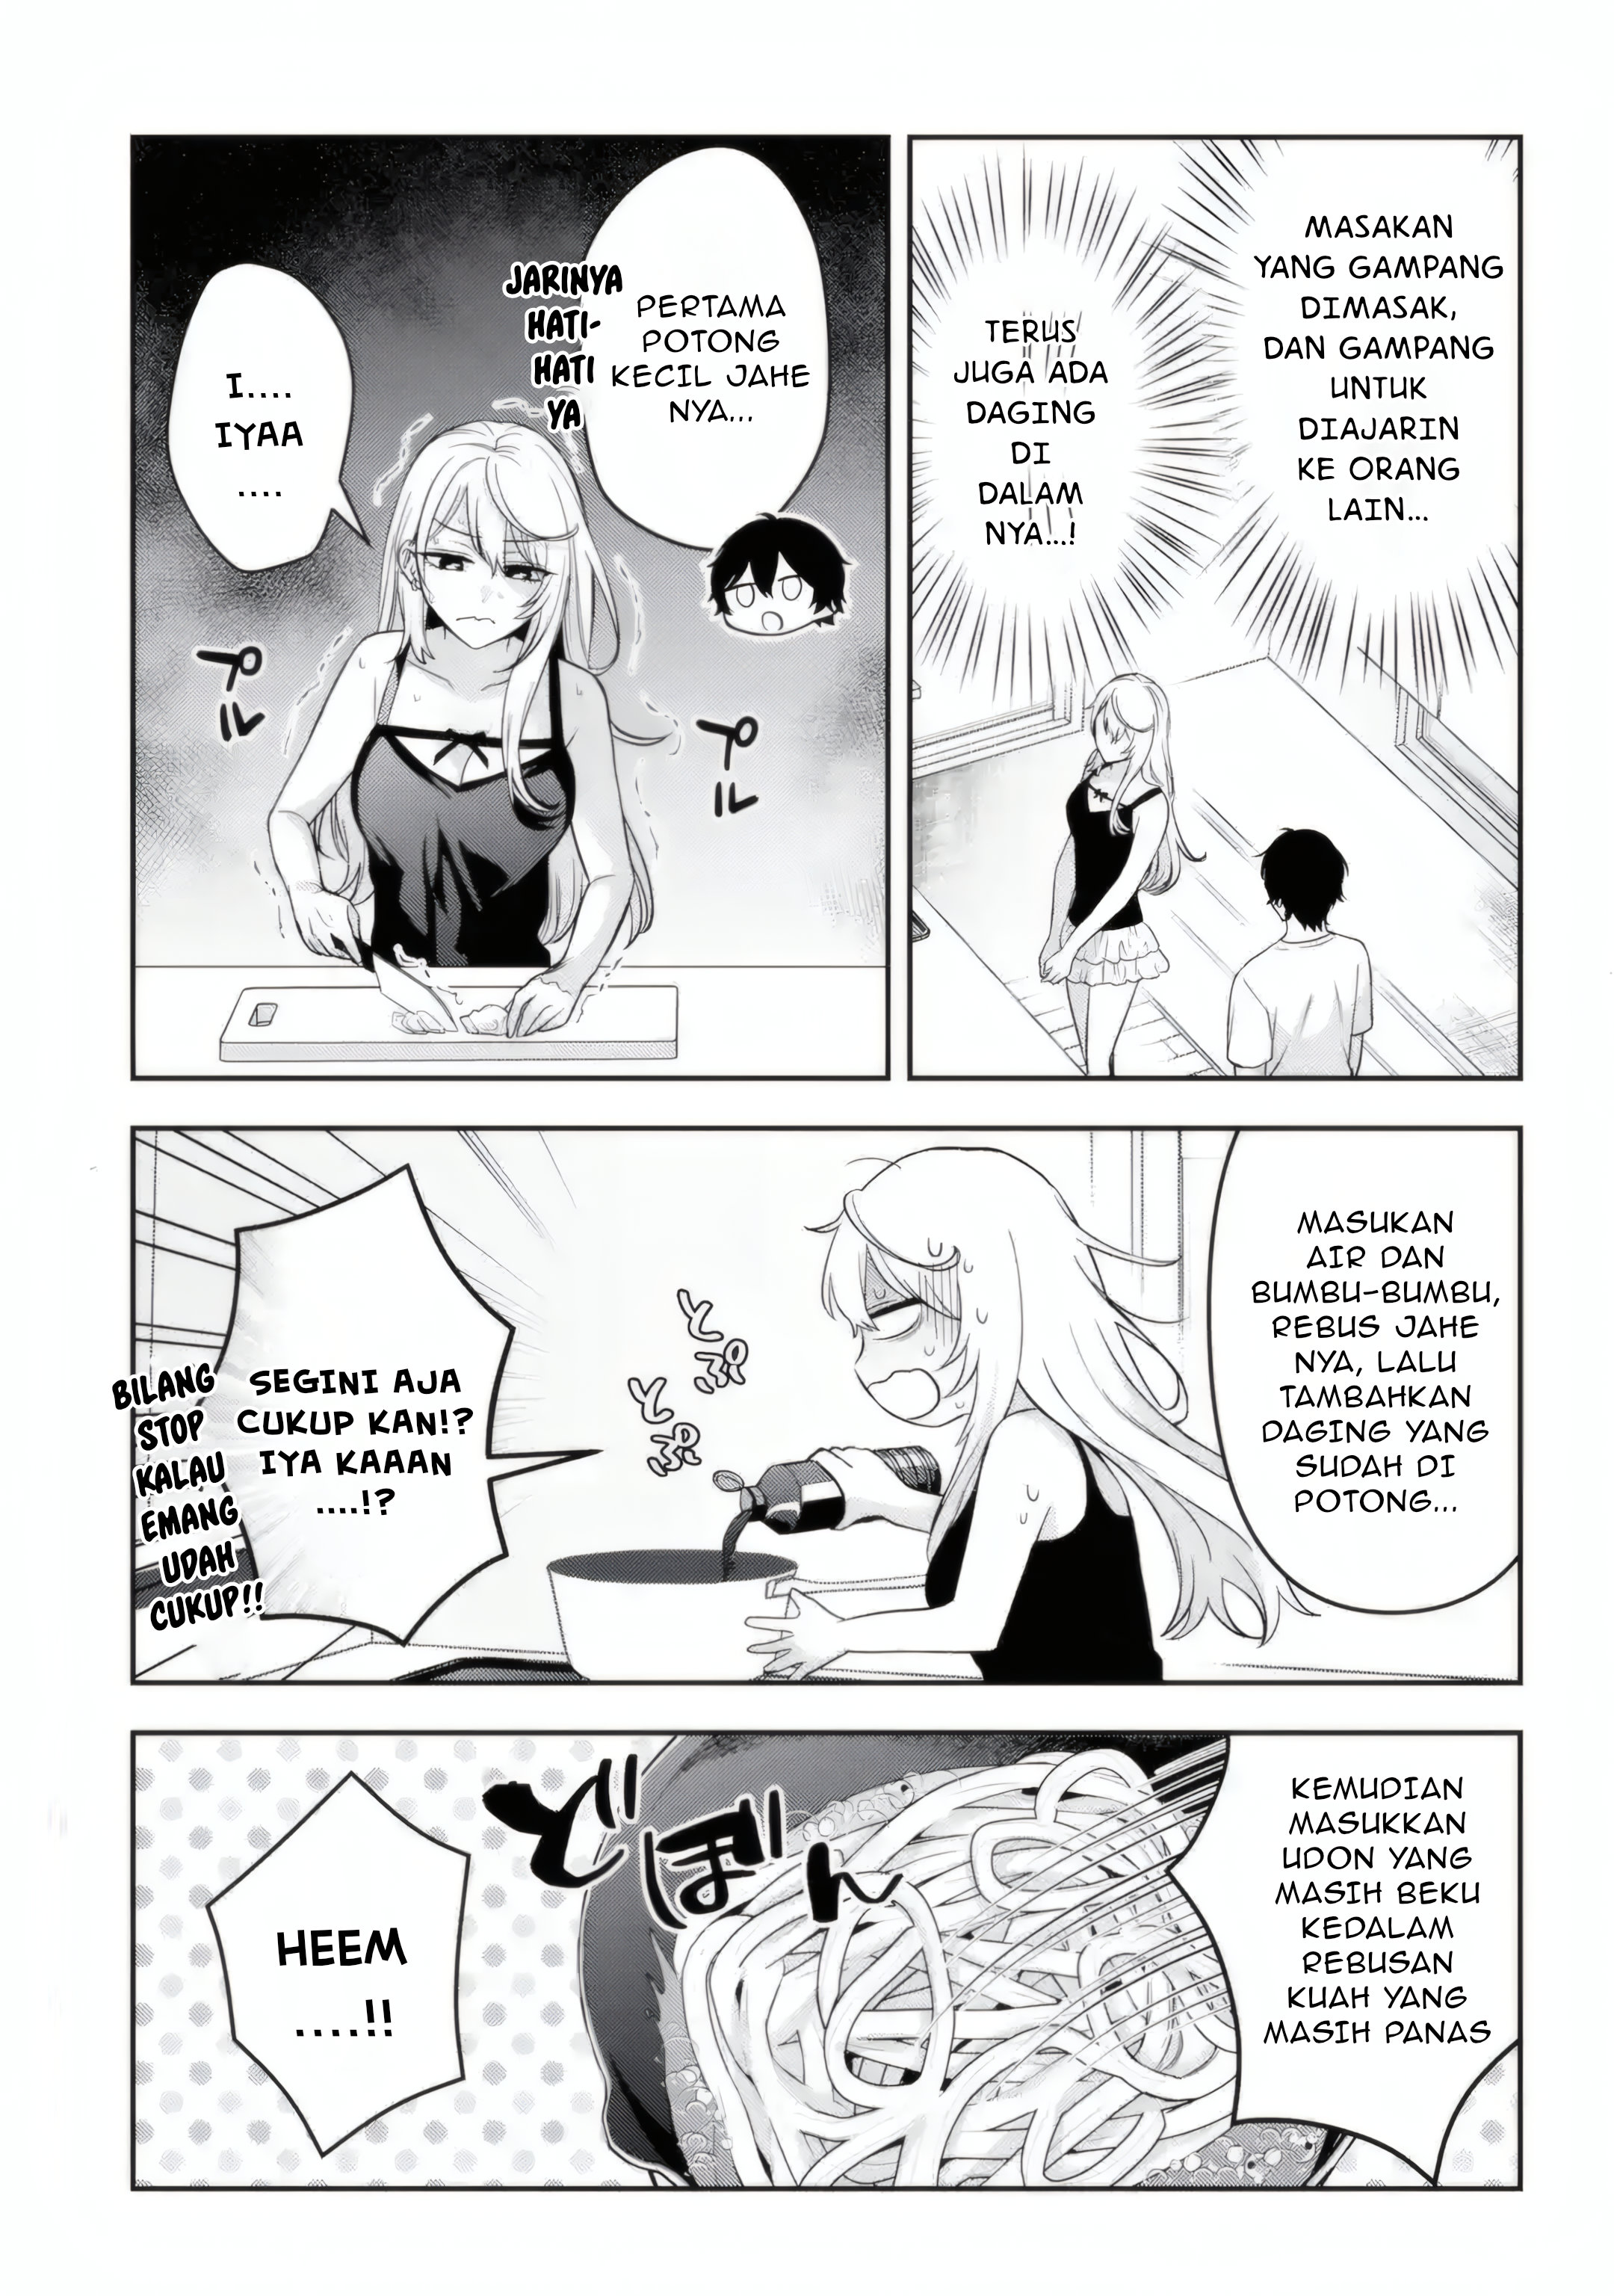 MASAKAN
YANG GAMPANG
DIMASAK,
DAN GAMPANG
UNTUK
DIAJARIN
KE ORANG
LAIN...
TERUS
JUGA ADA
DAGING
DI
DALAM
NYA...!
PERTAMA
POTONG
KECIL JAHE
NYA...
JARINYA
HATI-
HATI
YA
I....
IYAA
....
プル
プル
MASUKAN
AIR DAN
BUMBU-BUMBU,
REBUS JAHE
NYA, LALU
TAMBAHKAN
DAGING YANG
SUDAH DI
POTONG...
とぷ
とぷ
SEGINI AJA
CUKUP KAN!?
IYA KAAAN
....!?
BILANG
STOP
KALAU
EMANG
UDAH
CUKUP!!
KEMUDIAN
MASUKKAN
UDON YANG
MASIH BEKU
KEDALAM
REBUSAN
KUAH YANG
MASIH PANAS
どぼん
HEEM
....!!